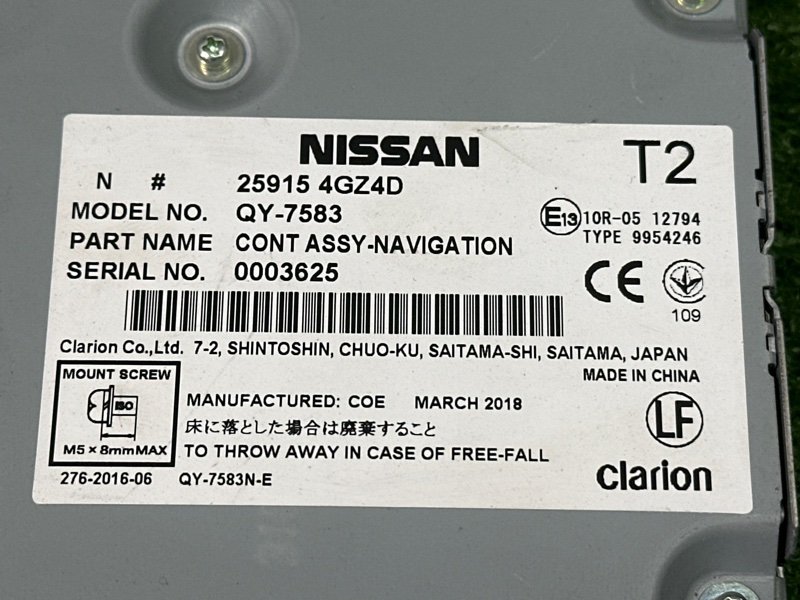 NISSAN
T2
N # 25915 4GZ4D
MODEL NO. QY-7583
E13 10R-05 12794
TYPE 9954246
PART NAME CONT ASSY-NAVIGATION
SERIAL NO. 0003625
CE
109
Clarion Co.,Ltd. 7-2, SHINTOSHIN, CHUO-KU, SAITAMA-SHI, SAITAMA, JAPAN
MADE IN CHINA
MOUNT SCREW
ISO
M5×8mmMAX
MANUFACTURED: COE MARCH 2018
床に落とした場合は廃棄すること
TO THROW AWAY IN CASE OF FREE-FALL
LF
clarion
276-2016-06 QY-7583N-E